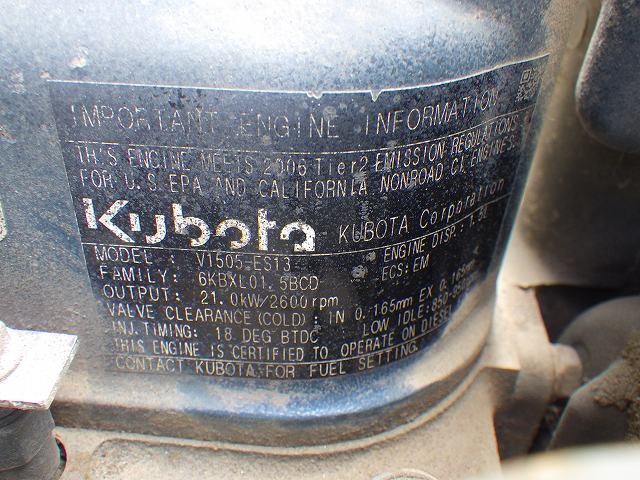 IMPORTANT ENGINE INFORMATION
THIS ENGINE MEETS 2006 Tier2 EMISSION REGULATIONS
FOR U.S. EPA AND CALIFORNIA NONROAD CI ENGINES.
Kubota KUBOTA Corporation
MODEL : V1505-ES13 ENGINE DISP.: 1.5L
FAMILY: 6KBXL01.5BCD ECS: EM
OUTPUT: 21.0kW/2600rpm
VALVE CLEARANCE (COLD): IN 0.165mm EX 0.165mm
INJ. TIMING: 18 DEG BTDC LOW IDLE:
THIS ENGINE IS CERTIFIED TO OPERATE ON DIESEL
CONTACT KUBOTA FOR FUEL SETTING.